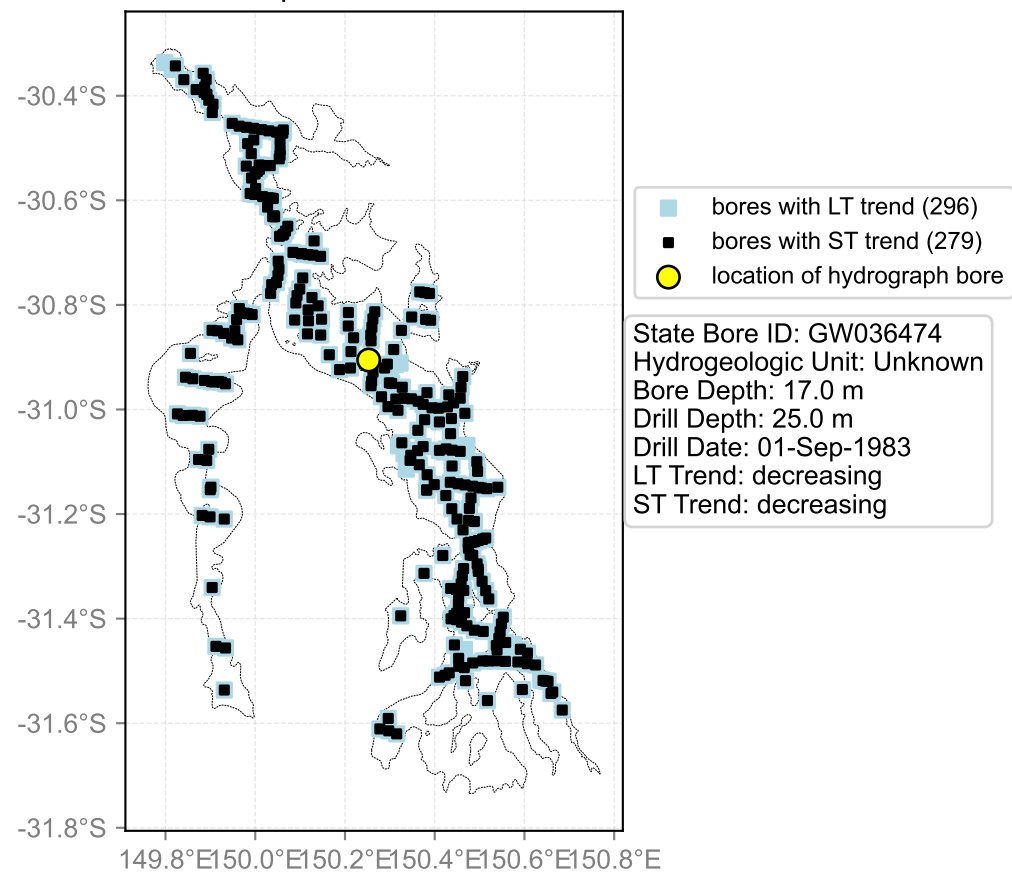 -30.4°S
-30.6°S
-30.8°S
-31.0°S
-31.2°S
-31.4°S
-31.6°S
-31.8°S
149.8°E150.0°E150.2°E150.4°E150.6°E150.8°E
bores with LT trend (296)
bores with ST trend (279)
location of hydrograph bore
State Bore ID: GW036474
Hydrogeologic Unit: Unknown
Bore Depth: 17.0 m
Drill Depth: 25.0 m
Drill Date: 01-Sep-1983
LT Trend: decreasing
ST Trend: decreasing